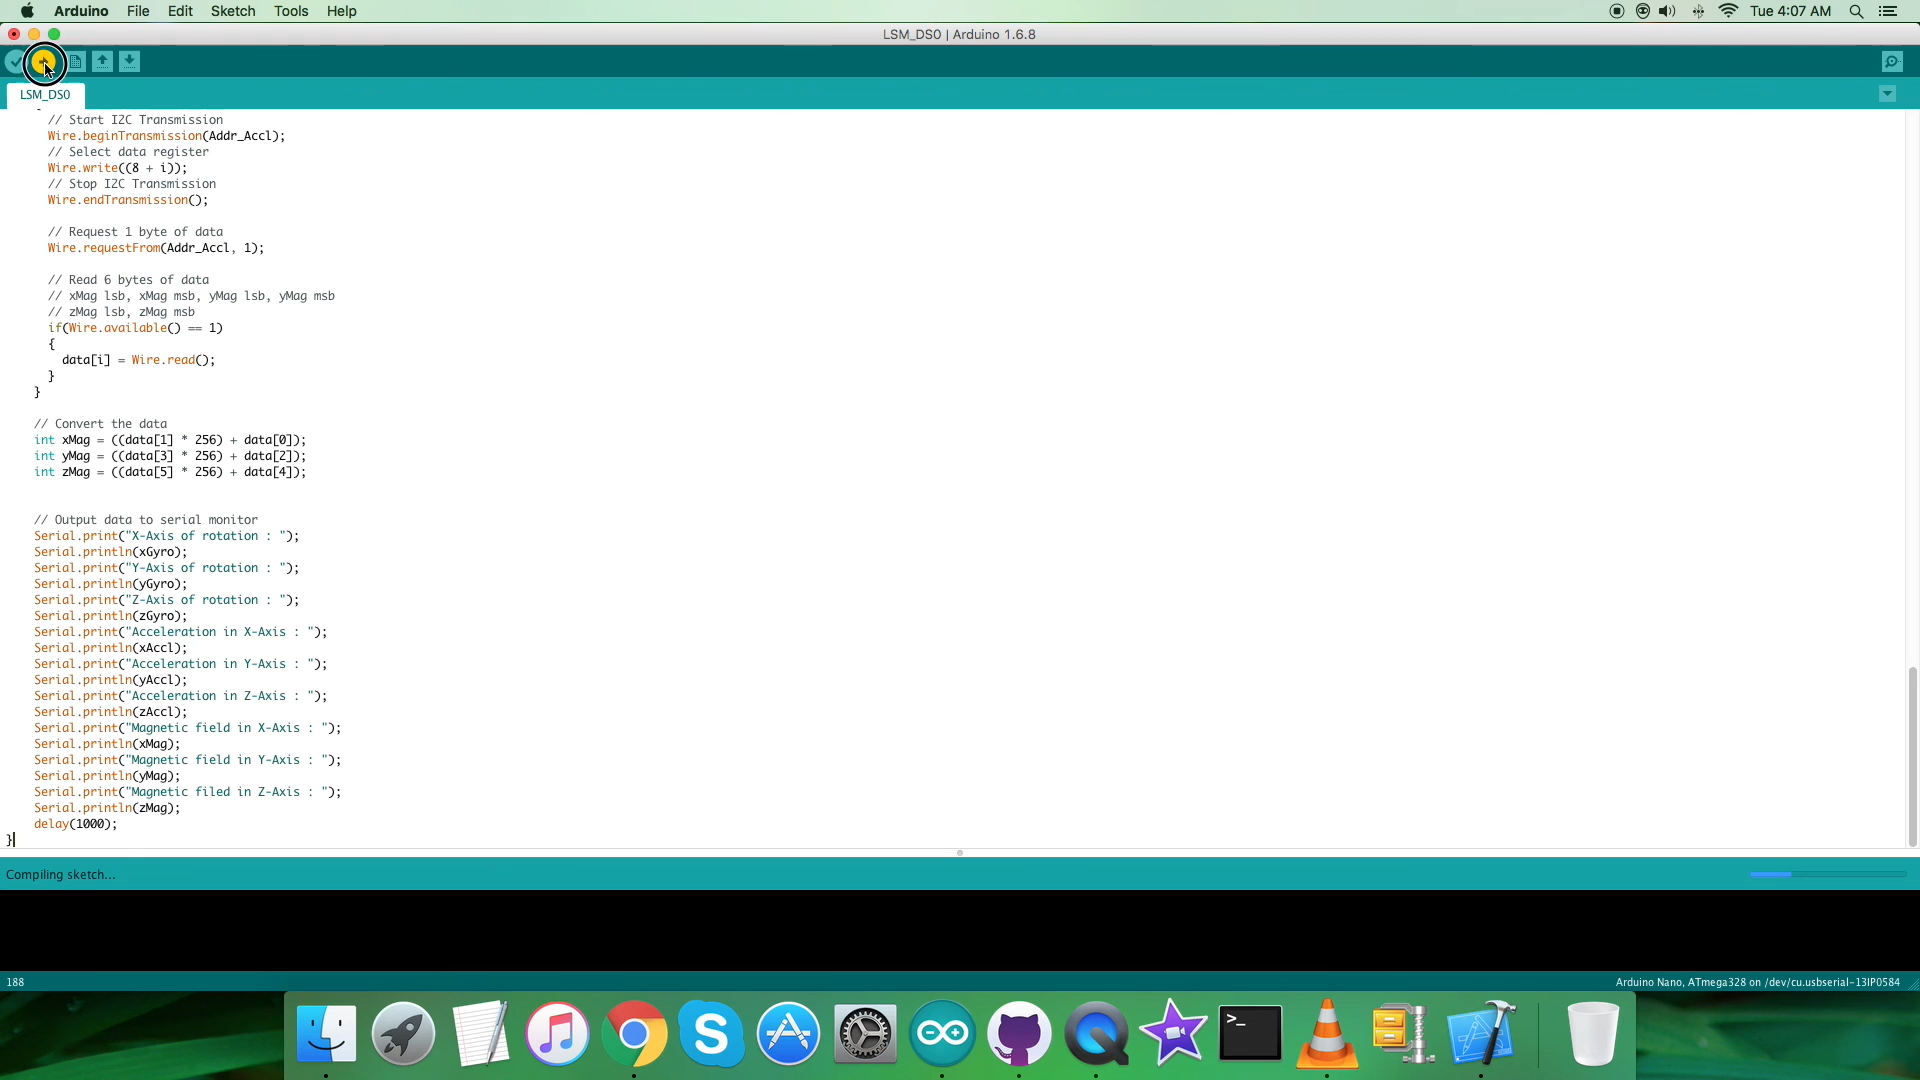 Arduino File Edit Sketch Tools Help Tue 4:07 AM
LSM_DS0 | Arduino 1.6.8
LSM_DS0
// Start I2C Transmission
Wire.beginTransmission(Addr_Accl);
// Select data register
Wire.write((8 + i));
// Stop I2C Transmission
Wire.endTransmission();
// Request 1 byte of data
Wire.requestFrom(Addr_Accl, 1);
// Read 6 bytes of data
// xMag lsb, xMag msb, yMag lsb, yMag msb
// zMag lsb, zMag msb
if(Wire.available() == 1)
{
data[i] = Wire.read();
}
}
// Convert the data
int xMag = ((data[1] * 256) + data[0]);
int yMag = ((data[3] * 256) + data[2]);
int zMag = ((data[5] * 256) + data[4]);
// Output data to serial monitor
Serial.print("X-Axis of rotation : ");
Serial.println(xGyro);
Serial.print("Y-Axis of rotation : ");
Serial.println(yGyro);
Serial.print("Z-Axis of rotation : ");
Serial.println(zGyro);
Serial.print("Acceleration in X-Axis : ");
Serial.println(xAccl);
Serial.print("Acceleration in Y-Axis : ");
Serial.println(yAccl);
Serial.print("Acceleration in Z-Axis : ");
Serial.println(zAccl);
Serial.print("Magnetic field in X-Axis : ");
Serial.println(xMag);
Serial.print("Magnetic field in Y-Axis : ");
Serial.println(yMag);
Serial.print("Magnetic filed in Z-Axis : ");
Serial.println(zMag);
delay(1000);
}
Compiling sketch...
188 Arduino Nano, ATmega328 on /dev/cu.usbserial-13IP0584